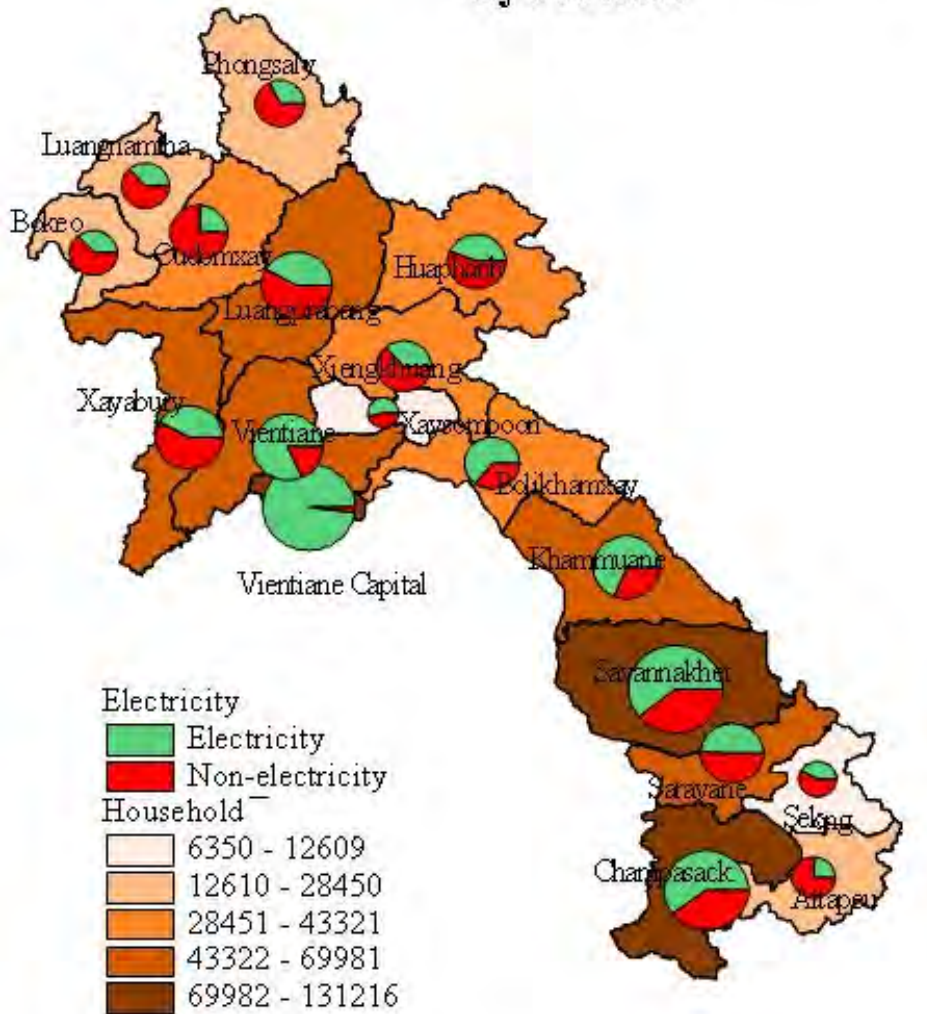 Phongsaly
Luangnamtha
Bokeo
Oudomxay
Huaphanh
Luangprabang
Xiengkhuang
Xayabury
Vientiane
Xaysomboon
Bolikhamxay
Khammuane
Vientiane Capital
Savannakhet
Saravane
Sekong
Champasack
Attapeu
Electricity
Electricity
Non-electricity
Household
6350 - 12609
12610 - 28450
28451 - 43321
43322 - 69981
69982 - 131216